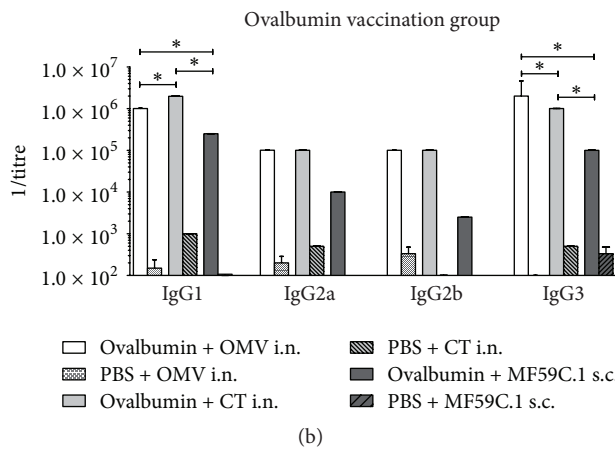 Ovalbumin vaccination group
* * *
* * *
1.0 × 10⁷
1.0 × 10⁶
1.0 × 10⁵
1.0 × 10⁴
1.0 × 10³
1.0 × 10²
1/titre
IgG1 IgG2a IgG2b IgG3
Ovalbumin + OMV i.n.
PBS + OMV i.n.
Ovalbumin + CT i.n.
PBS + CT i.n.
Ovalbumin + MF59C.1 s.c.
PBS + MF59C.1 s.c.
(b)